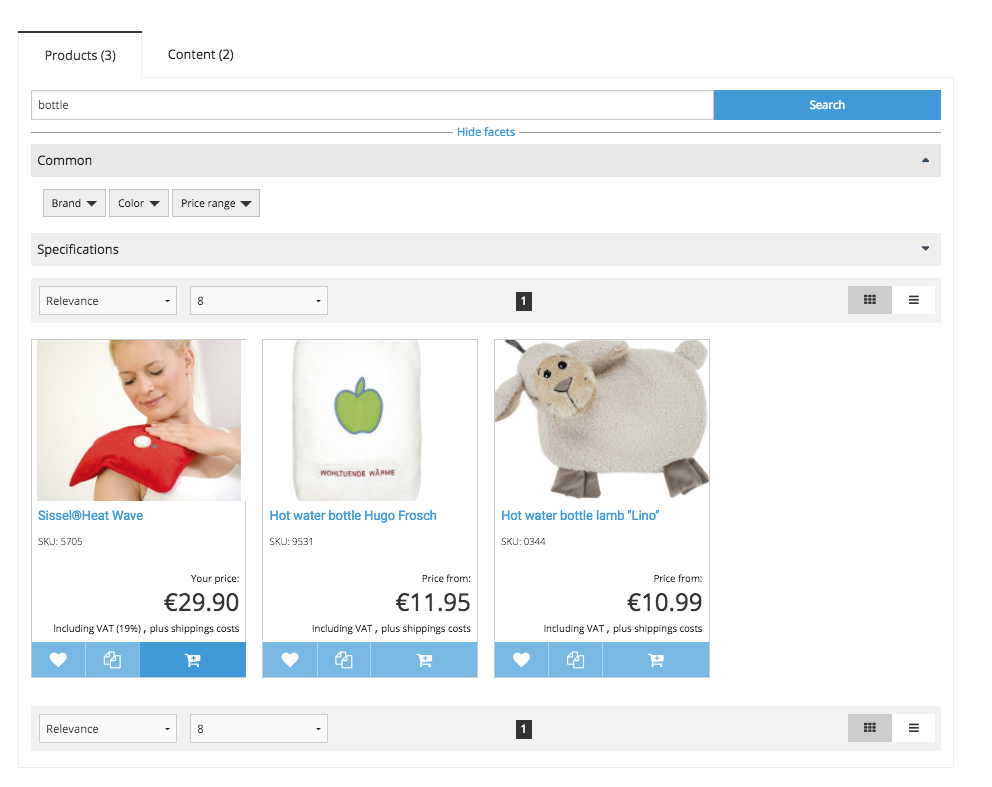 Products (3)
Content (2)
bottle
Search
Hide facets
Common
Brand
Color
Price range
Specifications
Relevance
8
1
WOHLTUENDE WÄRME
Sissel®Heat Wave
Hot water bottle Hugo Frosch
Hot water bottle lamb "Lino"
SKU: 5705
SKU: 9531
SKU: 0344
Your price:
Price from:
Price from:
€29.90
€11.95
€10.99
Including VAT (19%) , plus shippings costs
Including VAT , plus shippings costs
Including VAT , plus shippings costs
Relevance
8
1